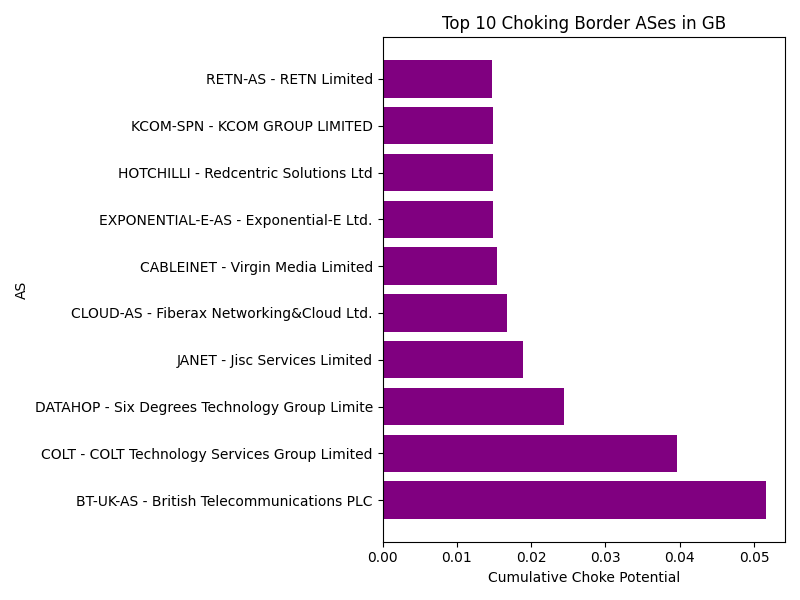 Top 10 Choking Border ASes in GB
RETN-AS - RETN Limited
KCOM-SPN - KCOM GROUP LIMITED
HOTCHILLI - Redcentric Solutions Ltd
EXPONENTIAL-E-AS - Exponential-E Ltd.
CABLEINET - Virgin Media Limited
CLOUD-AS - Fiberax Networking&Cloud Ltd.
JANET - Jisc Services Limited
DATAHOP - Six Degrees Technology Group Limite
COLT - COLT Technology Services Group Limited
BT-UK-AS - British Telecommunications PLC
AS
0.00 0.01 0.02 0.03 0.04 0.05
Cumulative Choke Potential